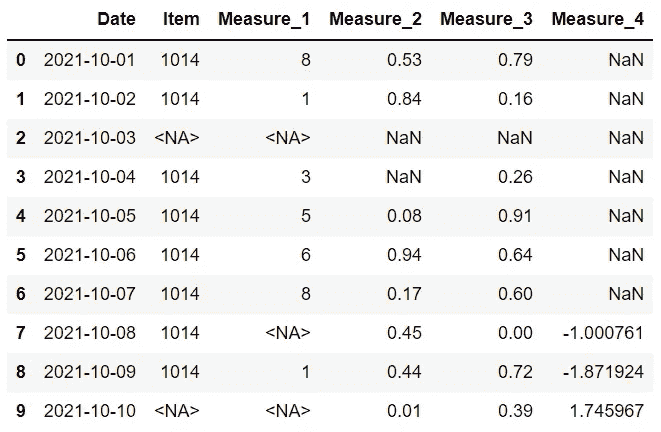 Date Item Measure_1 Measure_2 Measure_3 Measure_4
0 2021-10-01 1014 8 0.53 0.79 NaN
1 2021-10-02 1014 1 0.84 0.16 NaN
2 2021-10-03 <NA> <NA> NaN NaN NaN
3 2021-10-04 1014 3 NaN 0.26 NaN
4 2021-10-05 1014 5 0.08 0.91 NaN
5 2021-10-06 1014 6 0.94 0.64 NaN
6 2021-10-07 1014 8 0.17 0.60 NaN
7 2021-10-08 1014 <NA> 0.45 0.00 -1.000761
8 2021-10-09 1014 1 0.44 0.72 -1.871924
9 2021-10-10 <NA> <NA> 0.01 0.39 1.745967